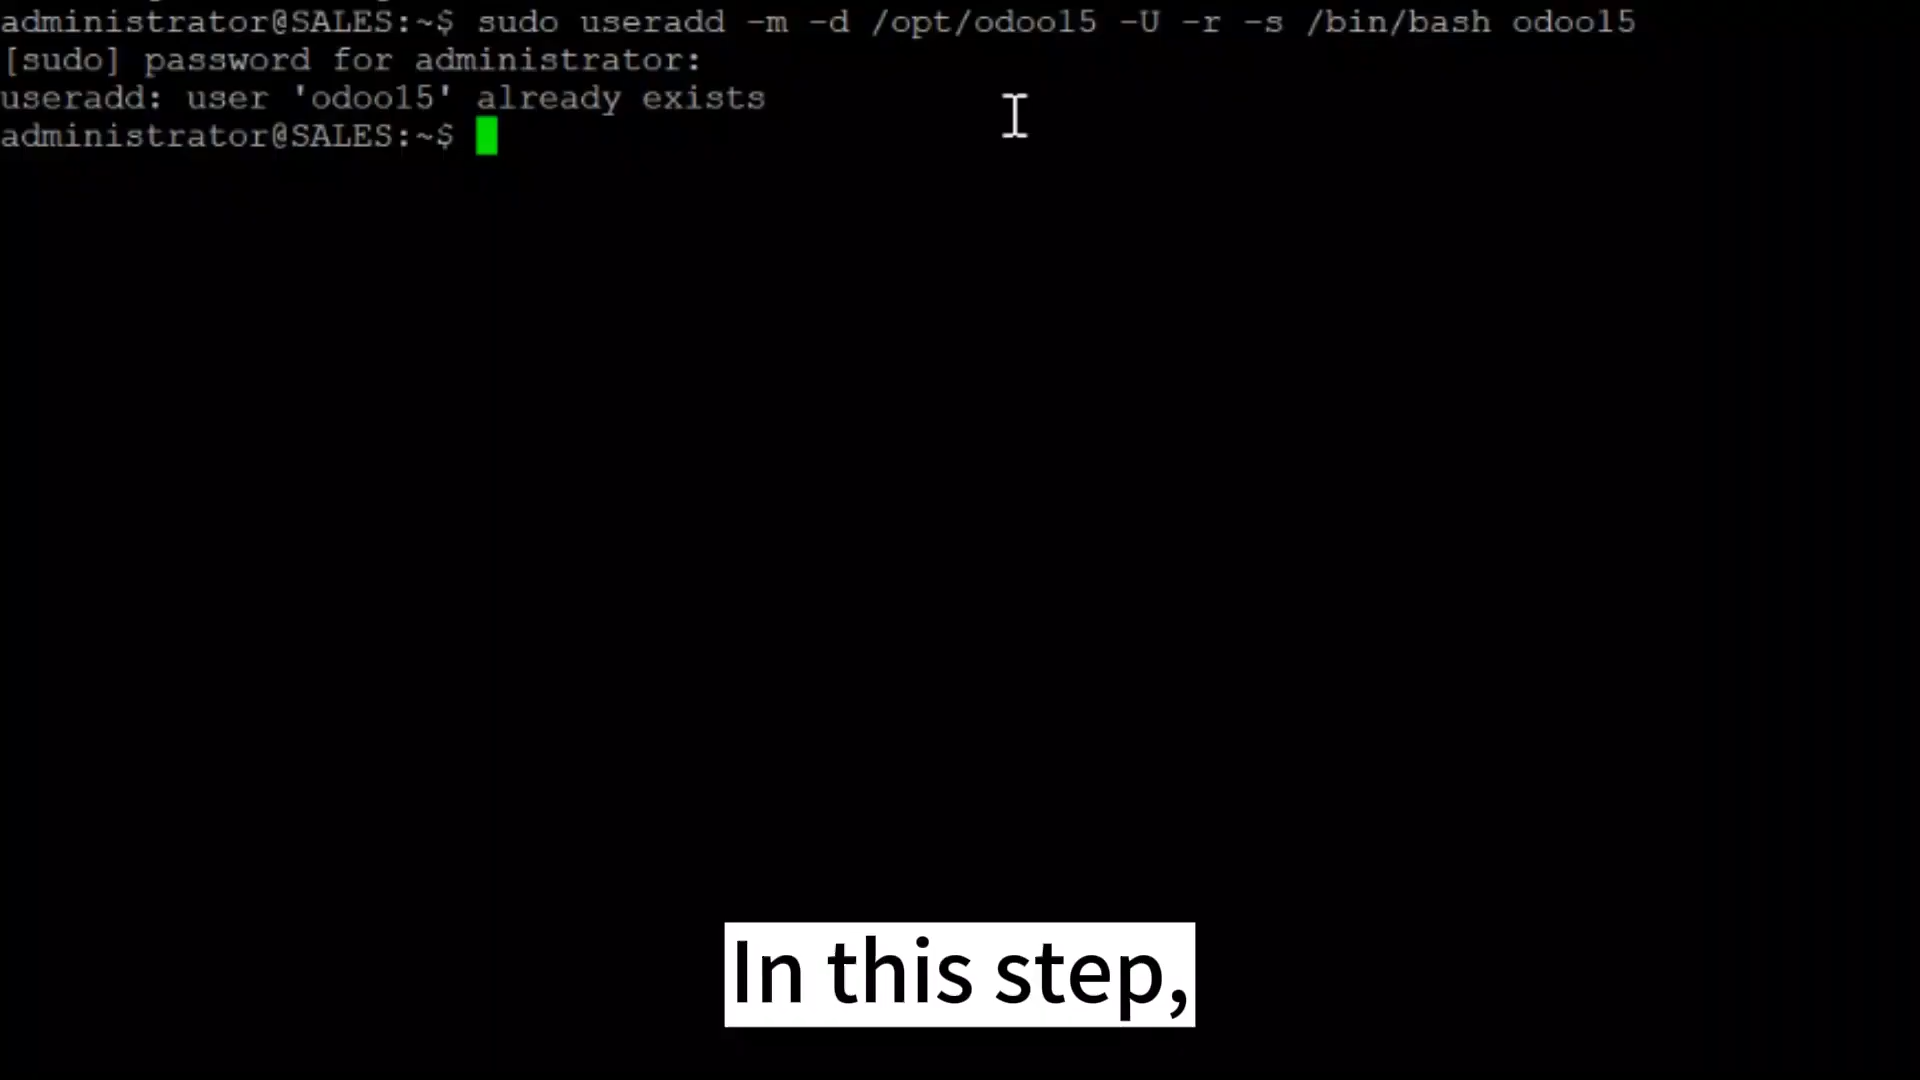 administrator@SALES:~$ sudo useradd -m -d /opt/odoo15 -U -r -s /bin/bash odoo15
[sudo] password for administrator:
useradd: user 'odoo15' already exists
administrator@SALES:~$
In this step,